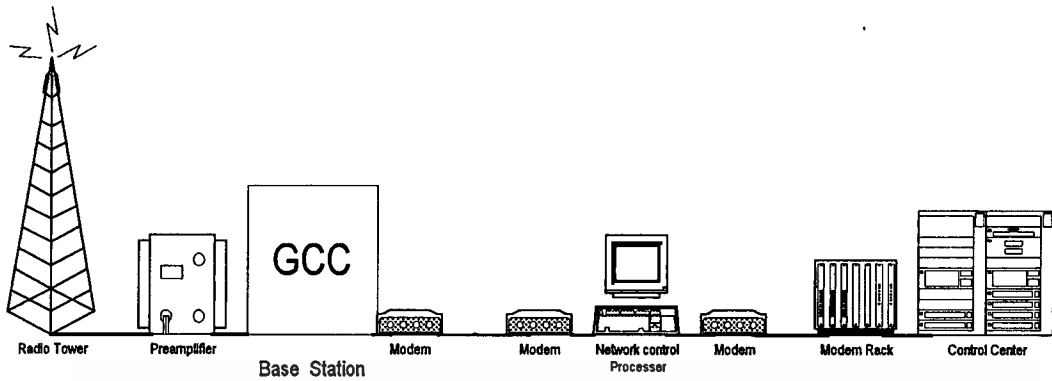 GCC
Radio Tower
Preamplifier
Base Station
Modem
Modem
Network control
Processer
Modem
Modem Rack
Control Center